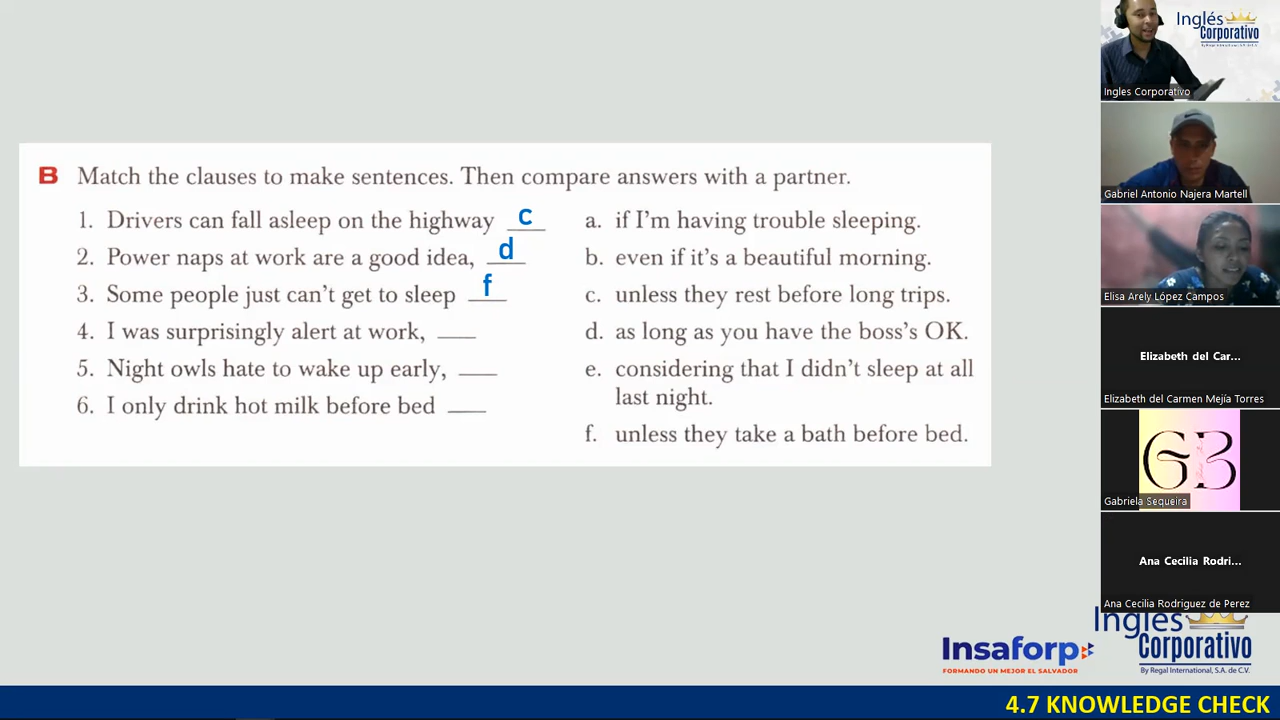 B Match the clauses to make sentences. Then compare answers with a partner.
1. Drivers can fall asleep on the highway c
2. Power naps at work are a good idea, d
3. Some people just can't get to sleep f
4. I was surprisingly alert at work, ___
5. Night owls hate to wake up early, ___
6. I only drink hot milk before bed ___
a. if I'm having trouble sleeping.
b. even if it's a beautiful morning.
c. unless they rest before long trips.
d. as long as you have the boss's OK.
e. considering that I didn't sleep at all
last night.
f. unless they take a bath before bed.
Inglés
Corporativo
By Regal International, S.A. de C.V.
Ingles Corporativo
Gabriel Antonio Najera Martell
Elisa Arely López Campos
Elizabeth del Car...
Elizabeth del Carmen Mejía Torres
GB
Gabriela Sequeira
Ana Cecilia Rodri...
Ana Cecilia Rodriguez de Perez
Insaforp
FORMANDO UN MEJOR EL SALVADOR
Inglés
Corporativo
By Regal International, S.A. de C.V.
4.7 KNOWLEDGE CHECK